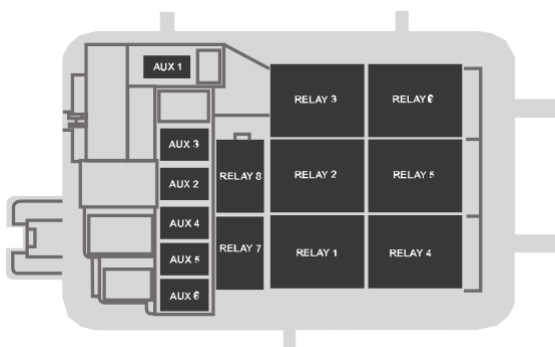 AUX 1
RELAY 3
RELAY 6
AUX 3
AUX 2
RELAY 8
RELAY 2
RELAY 5
AUX 4
AUX 5
RELAY 7
RELAY 1
RELAY 4
AUX 6